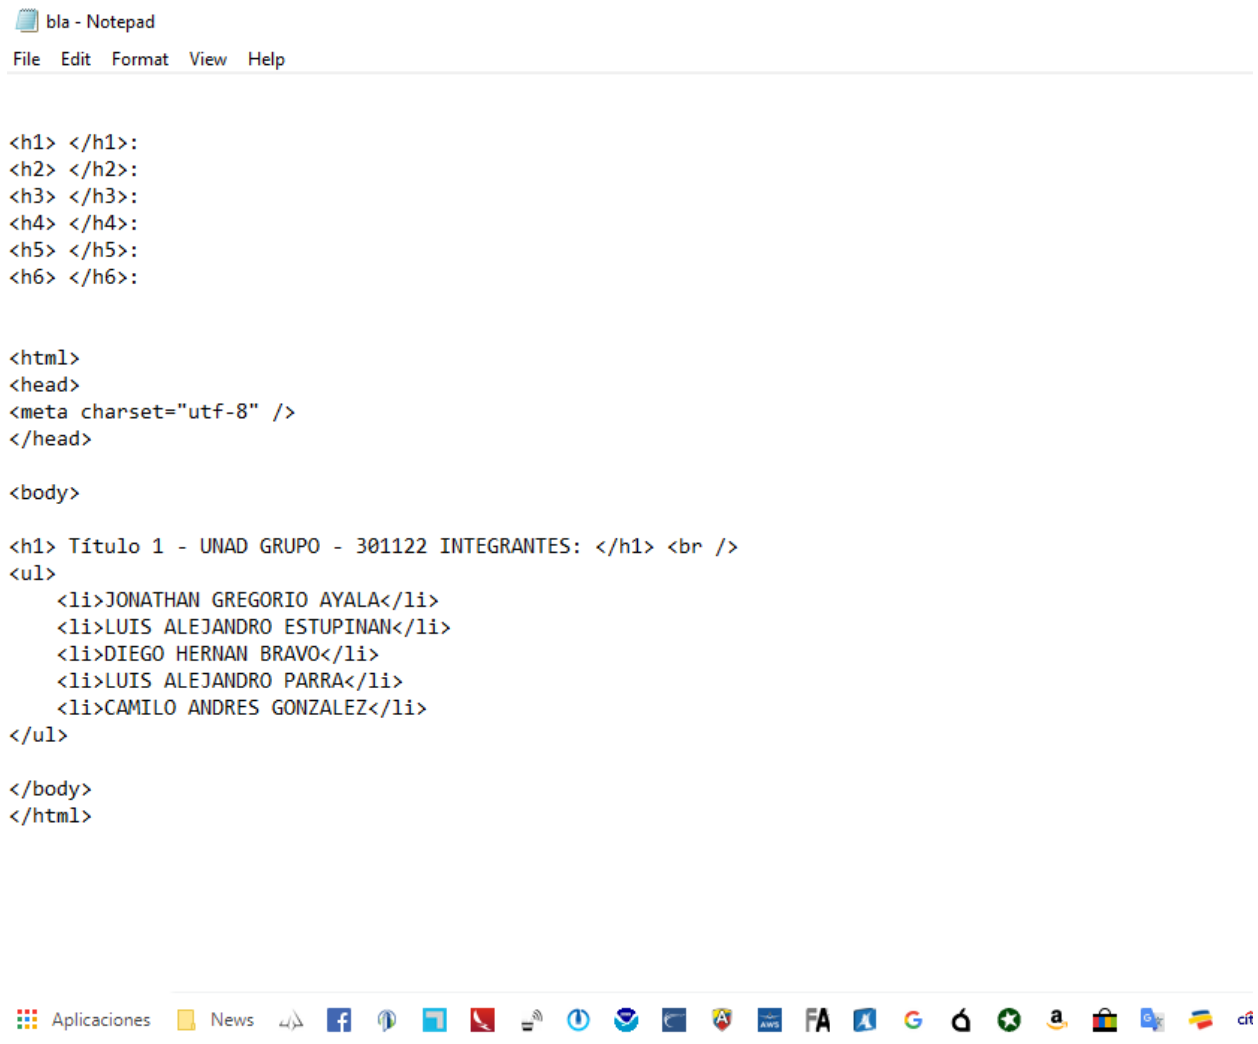 bla - Notepad
File Edit Format View Help
<h1> </h1>:
<h2> </h2>:
<h3> </h3>:
<h4> </h4>:
<h5> </h5>:
<h6> </h6>:
<html>
<head>
<meta charset="utf-8" />
</head>
<body>
<h1> Título 1 - UNAD GRUPO - 301122 INTEGRANTES: </h1> <br />
<ul>
    <li>JONATHAN GREGORIO AYALA</li>
    <li>LUIS ALEJANDRO ESTUPINAN</li>
    <li>DIEGO HERNAN BRAVO</li>
    <li>LUIS ALEJANDRO PARRA</li>
    <li>CAMILO ANDRES GONZALEZ</li>
</ul>
</body>
</html>
Aplicaciones News f AWS FA G a G